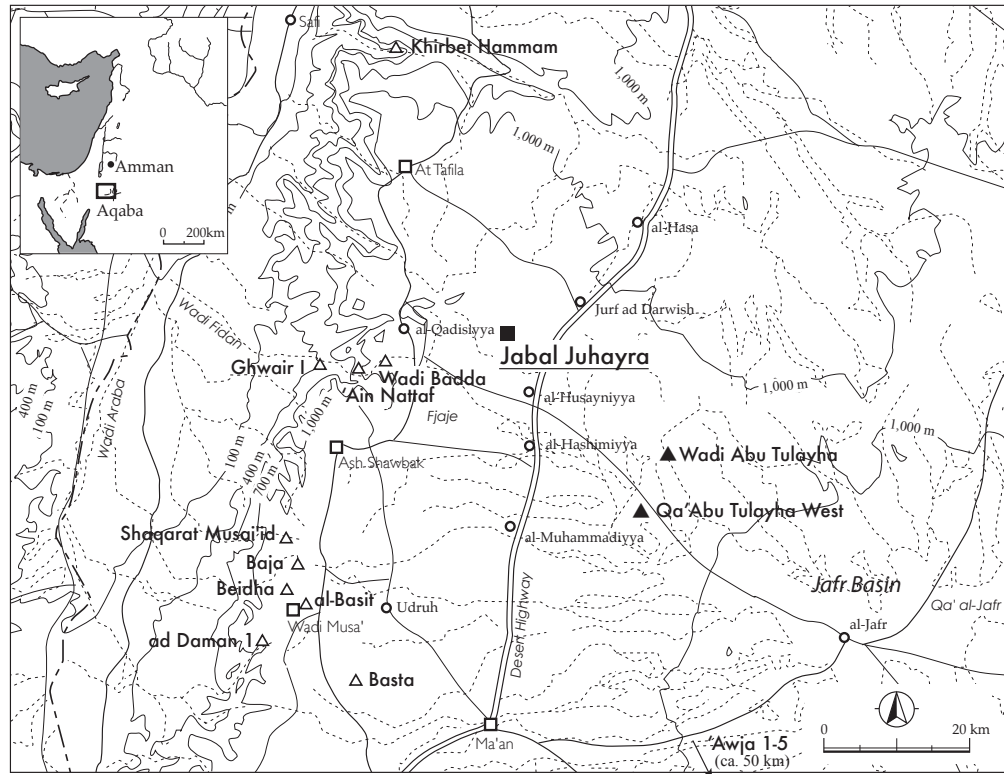 Safi
Khirbet Hammam
1,000 m
1,000 m
Amman
Aqaba
0 200km
m
At Tafila
al-Hasa
Wadi Fidah
Jurf ad Darwish
al-Qadisiyya
Jabal Juhayra
Ghwair I
Wadi Badda
Ain Nattaf
1,000 m
al-Husayniyya
400 m
100 m
Wadi Araba
Fjaje
1,000 m
1,000 m
100 m
400 m
700 m
Ash Shawbak
al-Hashimiyya
Wadi Abu Tulayha
Qa'Abu Tulayha West
Shaqarat Musaj'id
al-Muhammadiyya
Baja
Beidha
al-Basit
Jafr Basin
Qa' al-Jafr
Wadi Musa'
Udruh
Desert Highway
al-Jafr
ad Daman 1
Basta
Ma'an
0 20 km
'Awja 1-5
(ca. 50 km)